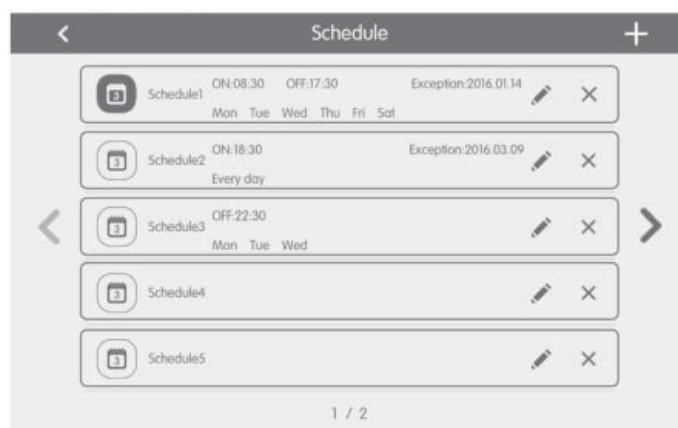 Schedule
Schedule1 ON:08:30 OFF:17:30 Exception:2016.01.14
Mon Tue Wed Thu Fri Sat
Schedule2 ON:18:30 Exception:2016.03.09
Every day
Schedule3 OFF:22:30
Mon Tue Wed
Schedule4
Schedule5
1 / 2